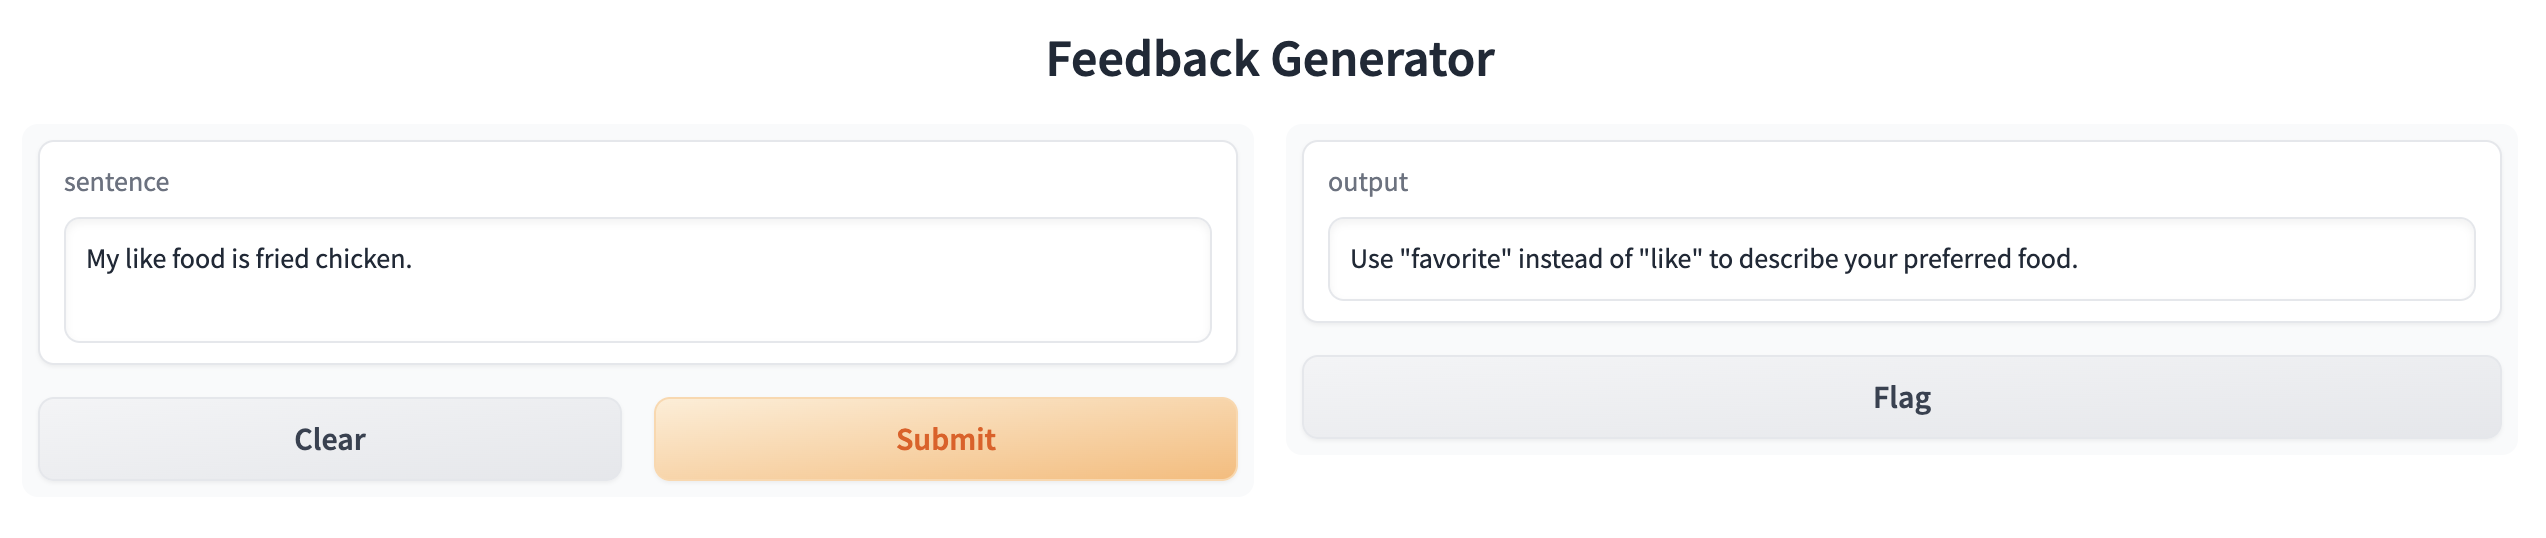 Feedback Generator
sentence
My like food is fried chicken.
Clear
Submit
output
Use "favorite" instead of "like" to describe your preferred food.
Flag